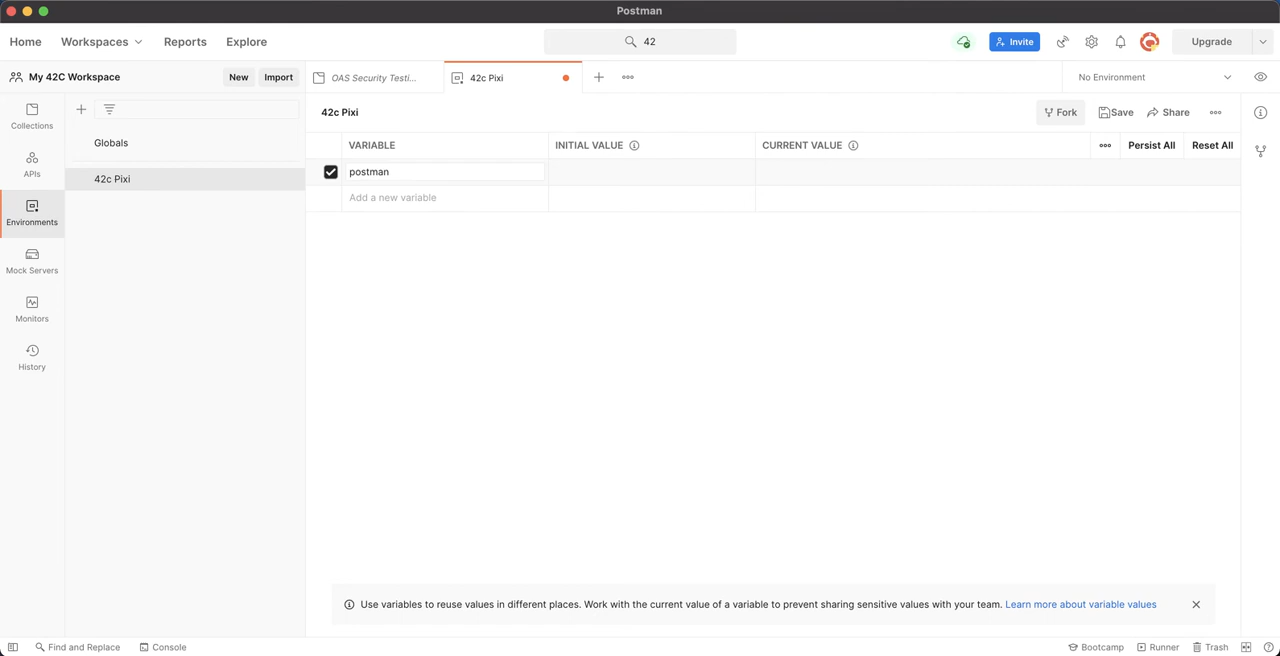 Postman
Home Workspaces Reports Explore 42 Invite Upgrade
My 42C Workspace New Import OAS Security Testi... 42c Pixi No Environment
Collections
APIs
Environments
Mock Servers
Monitors
History
Globals
42c Pixi
42c Pixi Fork Save Share
VARIABLE INITIAL VALUE CURRENT VALUE Persist All Reset All
postman
Add a new variable
Use variables to reuse values in different places. Work with the current value of a variable to prevent sharing sensitive values with your team. Learn more about variable values
Find and Replace Console Bootcamp Runner Trash